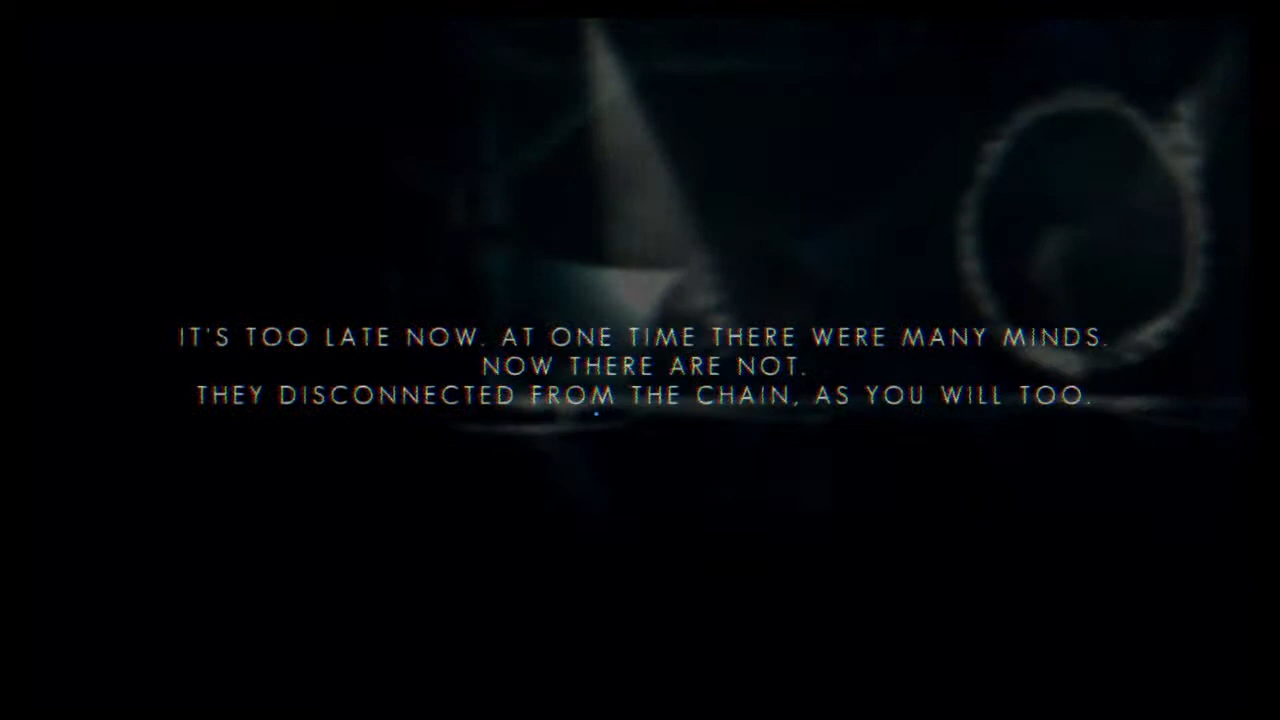 IT'S TOO LATE NOW. AT ONE TIME THERE WERE MANY MINDS.
NOW THERE ARE NOT.
THEY DISCONNECTED FROM THE CHAIN, AS YOU WILL TOO.